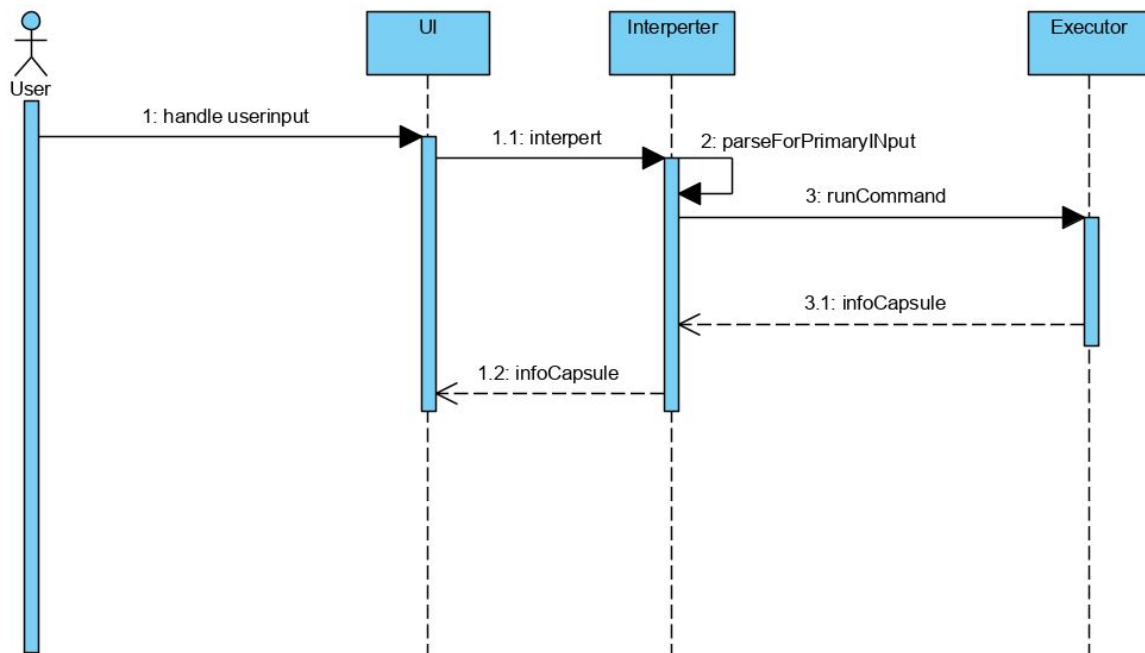 UI
Interperter
Executor
User
1: handle userinput
1.1: interpert
2: parseForPrimaryINput
3: runCommand
3.1: infoCapsule
1.2: infoCapsule